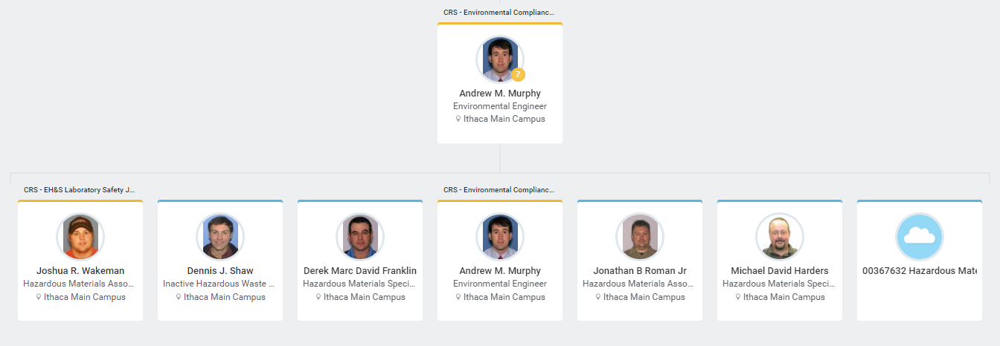 CRS - Environmental Complianc...
7
Andrew M. Murphy
Environmental Engineer
Ithaca Main Campus
CRS - EH&S Laboratory Safety J...
CRS - Environmental Complianc...
Joshua R. Wakeman
Hazardous Materials Asso...
Ithaca Main Campus
Dennis J. Shaw
Inactive Hazardous Waste ...
Ithaca Main Campus
Derek Marc David Franklin
Hazardous Materials Speci...
Ithaca Main Campus
Andrew M. Murphy
Environmental Engineer
Ithaca Main Campus
Jonathan B Roman Jr
Hazardous Materials Asso...
Ithaca Main Campus
Michael David Harders
Hazardous Materials Speci...
Ithaca Main Campus
00367632 Hazardous Mate